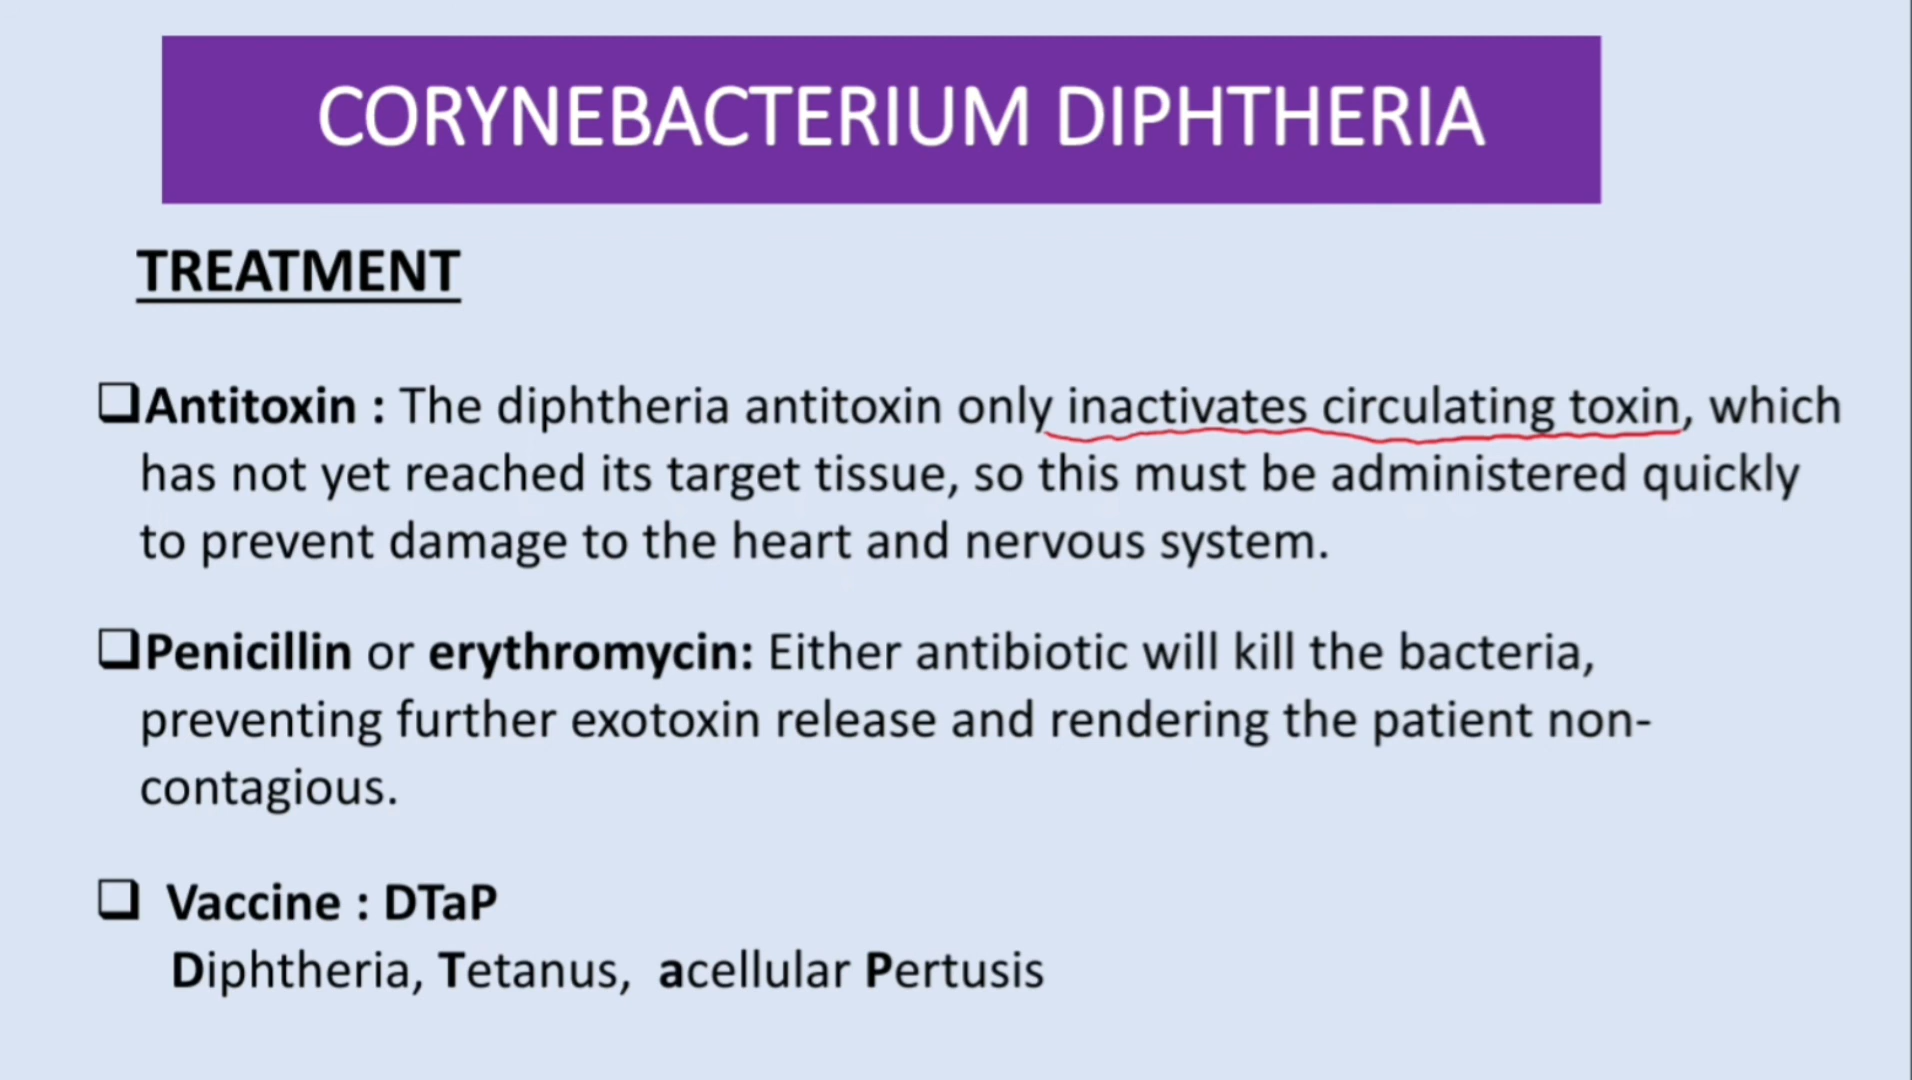 CORYNEBACTERIUM DIPHTHERIA
TREATMENT
❑Antitoxin : The diphtheria antitoxin only inactivates circulating toxin, which
has not yet reached its target tissue, so this must be administered quickly
to prevent damage to the heart and nervous system.
❑Penicillin or erythromycin: Either antibiotic will kill the bacteria,
preventing further exotoxin release and rendering the patient non-
contagious.
❑ Vaccine : DTaP
Diphtheria, Tetanus, acellular Pertusis